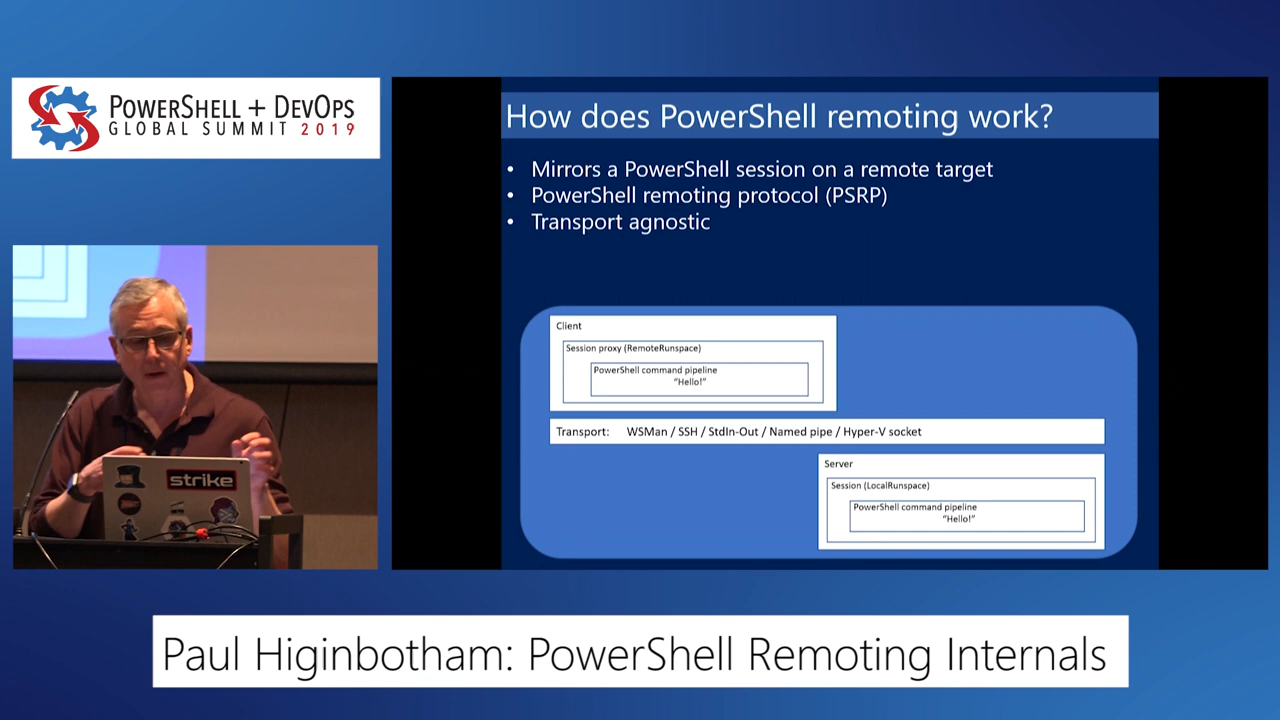 POWERSHELL + DEVOPS
GLOBAL SUMMIT 2019
How does PowerShell remoting work?
• Mirrors a PowerShell session on a remote target
• PowerShell remoting protocol (PSRP)
• Transport agnostic
Client
Session proxy (RemoteRunspace)
PowerShell command pipeline
"Hello!"
Transport: WSMan / SSH / StdIn-Out / Named pipe / Hyper-V socket
Server
Session (LocalRunspace)
PowerShell command pipeline
"Hello!"
strike
Paul Higinbotham: PowerShell Remoting Internals